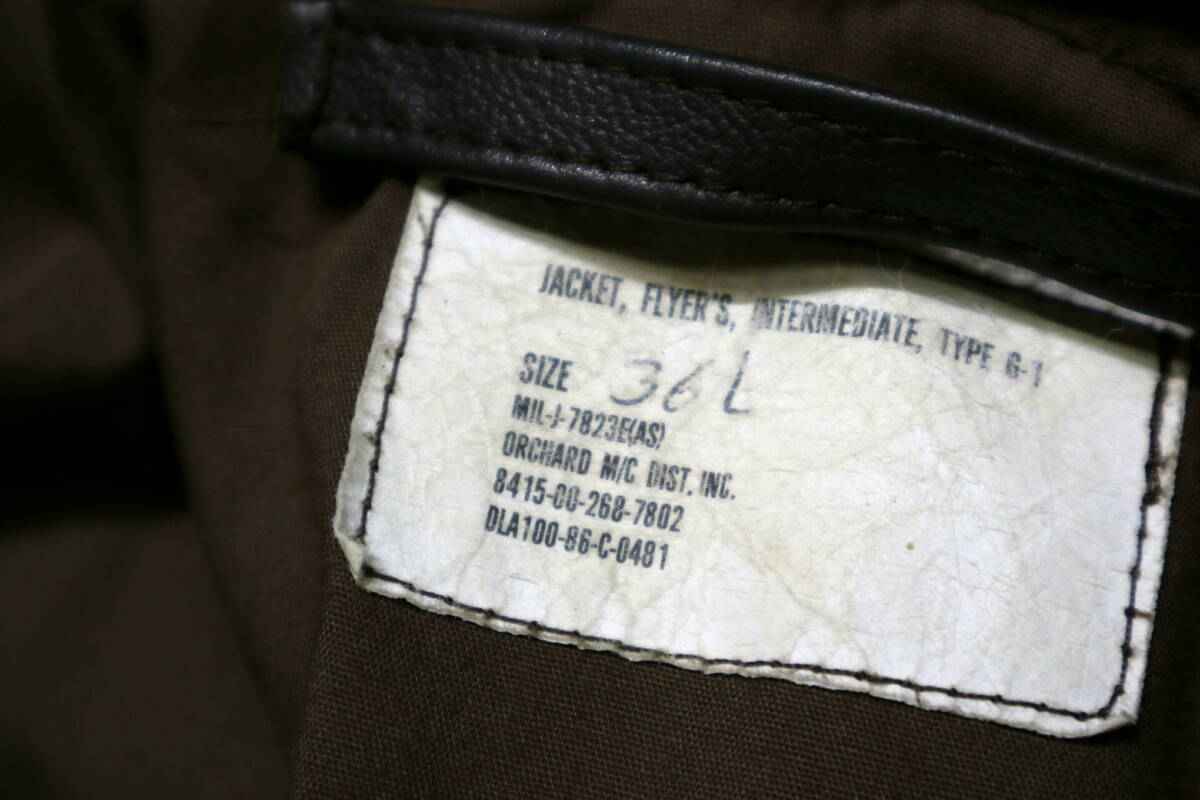 JACKET, FLYER'S, INTERMEDIATE, TYPE G-1
SIZE 36L
MIL-J-7823E(AS)
ORCHARD M/C DIST. INC.
8415-00-268-7802
DLA100-86-C-0481